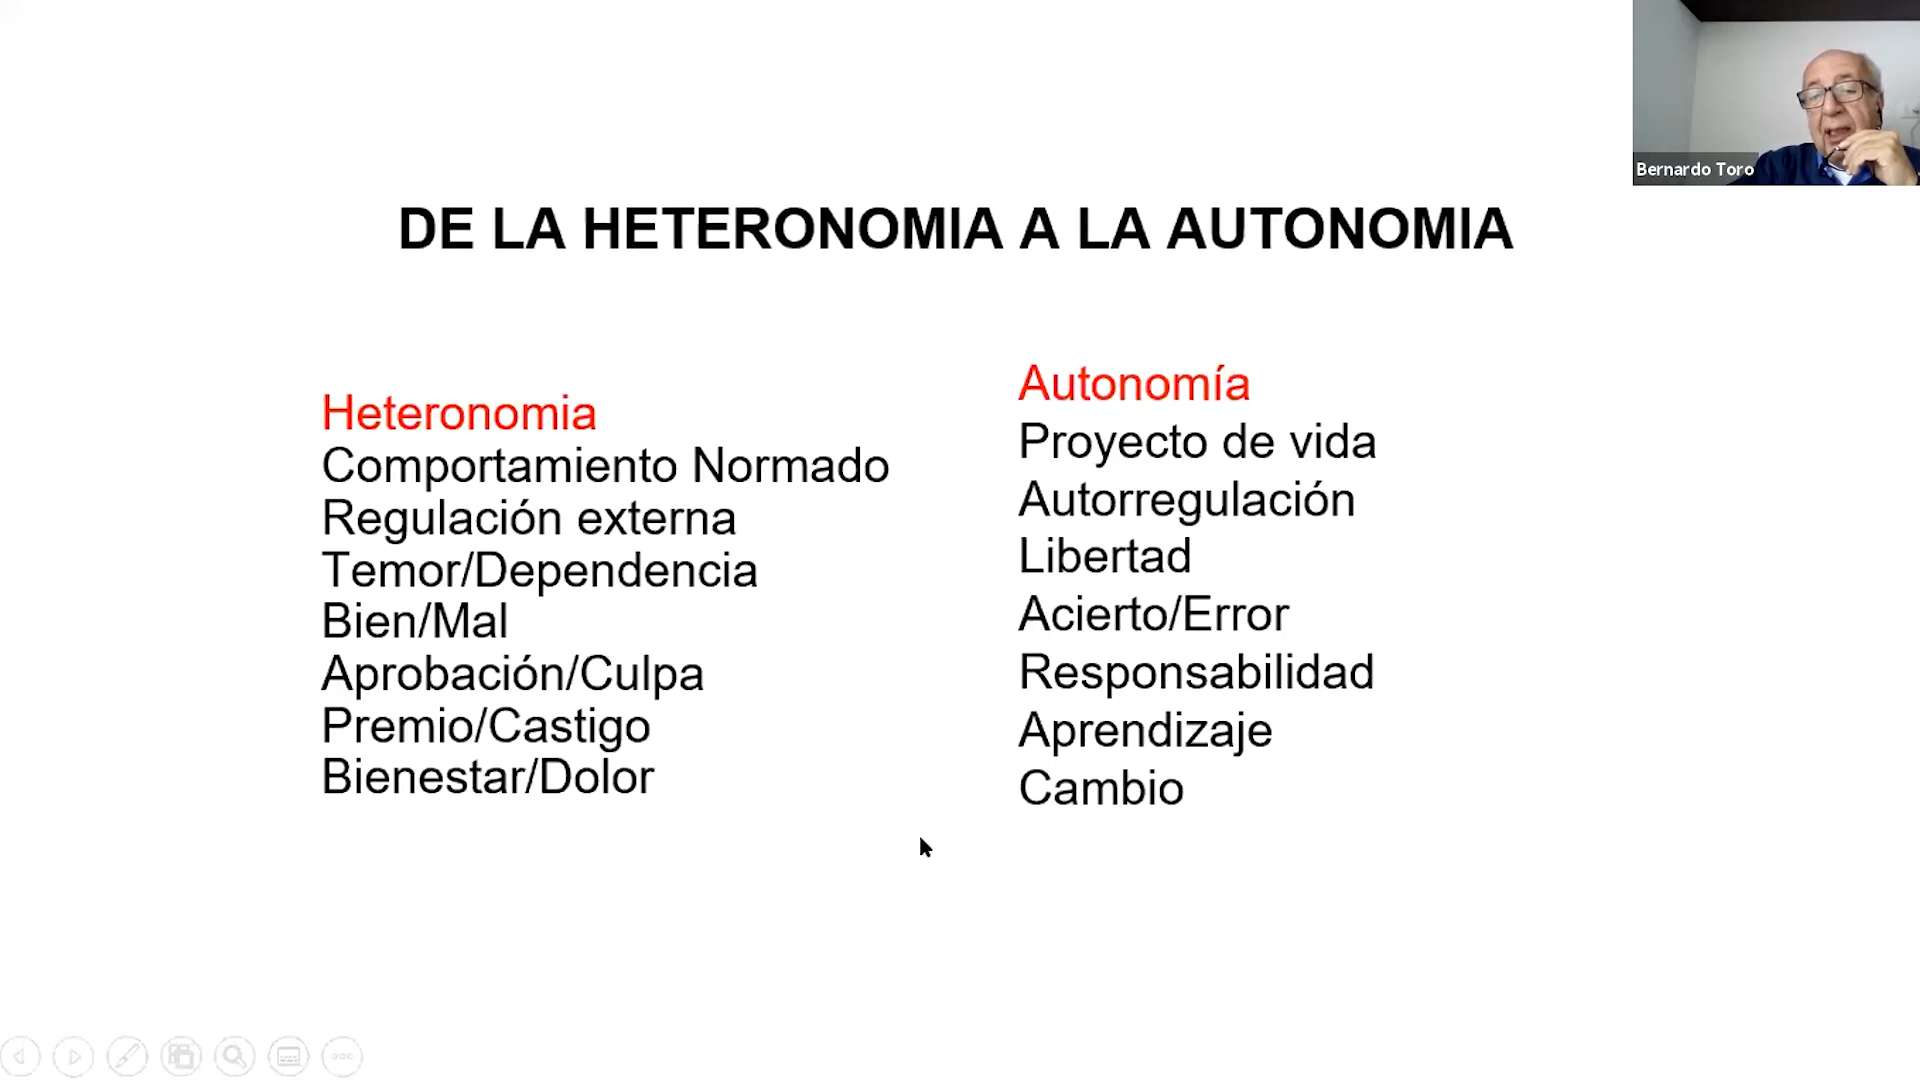 Bernardo Toro
DE LA HETERONOMIA A LA AUTONOMIA
Heteronomia
Comportamiento Normado
Regulación externa
Temor/Dependencia
Bien/Mal
Aprobación/Culpa
Premio/Castigo
Bienestar/Dolor
Autonomía
Proyecto de vida
Autorregulación
Libertad
Acierto/Error
Responsabilidad
Aprendizaje
Cambio